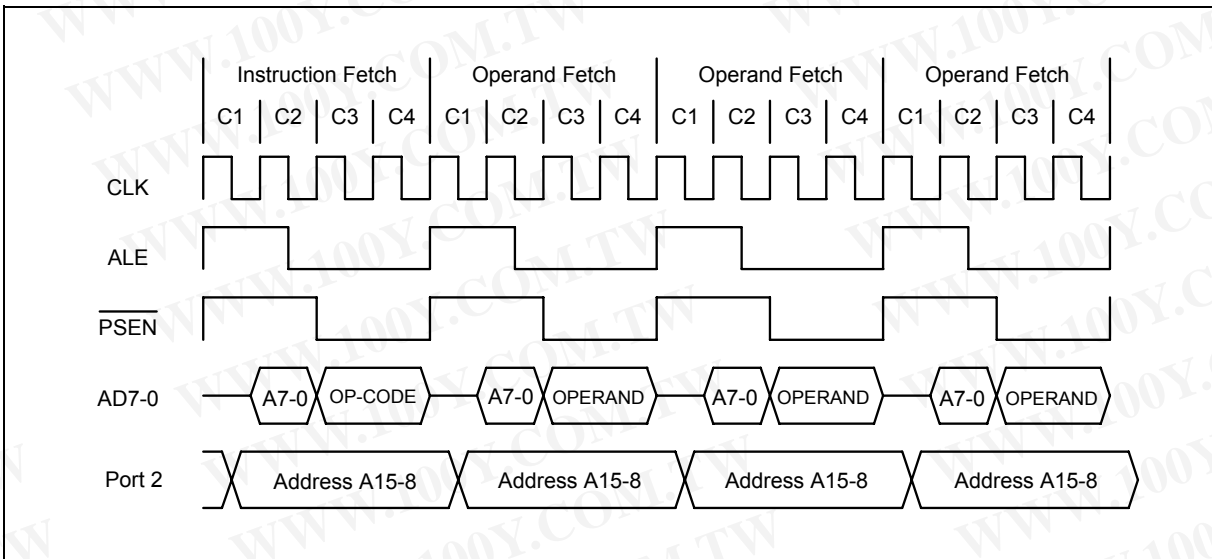 Instruction Fetch Operand Fetch Operand Fetch Operand Fetch
C1 C2 C3 C4 C1 C2 C3 C4 C1 C2 C3 C4 C1 C2 C3 C4
CLK
ALE
PSEN
AD7-0 A7-0 OP-CODE A7-0 OPERAND A7-0 OPERAND A7-0 OPERAND
Port 2 Address A15-8 Address A15-8 Address A15-8 Address A15-8
WWW.100Y.COM.TW